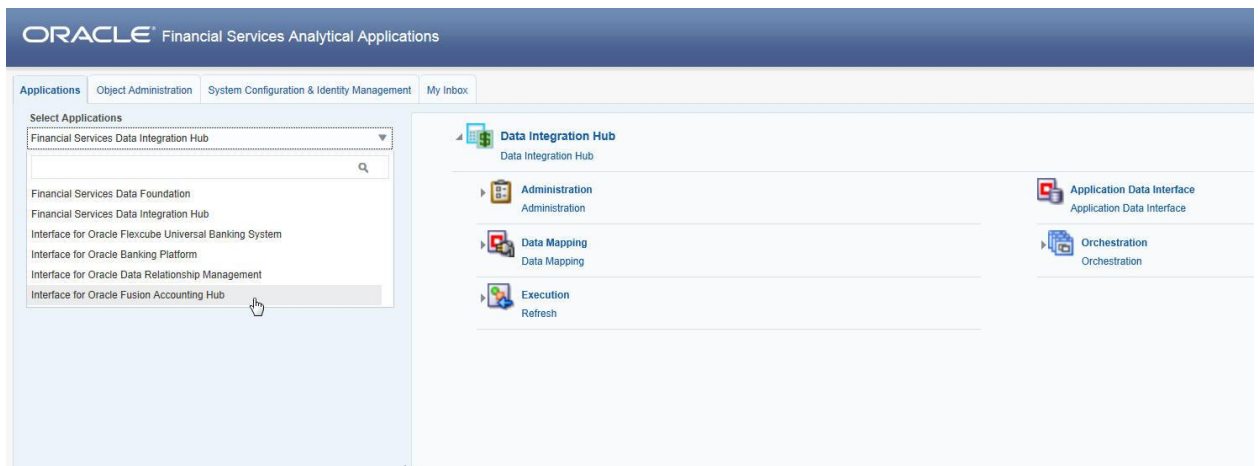 ORACLE® Financial Services Analytical Applications
Applications Object Administration System Configuration & Identity Management My Inbox
Select Applications
Financial Services Data Integration Hub
Financial Services Data Foundation
Financial Services Data Integration Hub
Interface for Oracle Flexcube Universal Banking System
Interface for Oracle Banking Platform
Interface for Oracle Data Relationship Management
Interface for Oracle Fusion Accounting Hub
Data Integration Hub
Data Integration Hub
Administration
Administration
Application Data Interface
Application Data Interface
Data Mapping
Data Mapping
Orchestration
Orchestration
Execution
Refresh